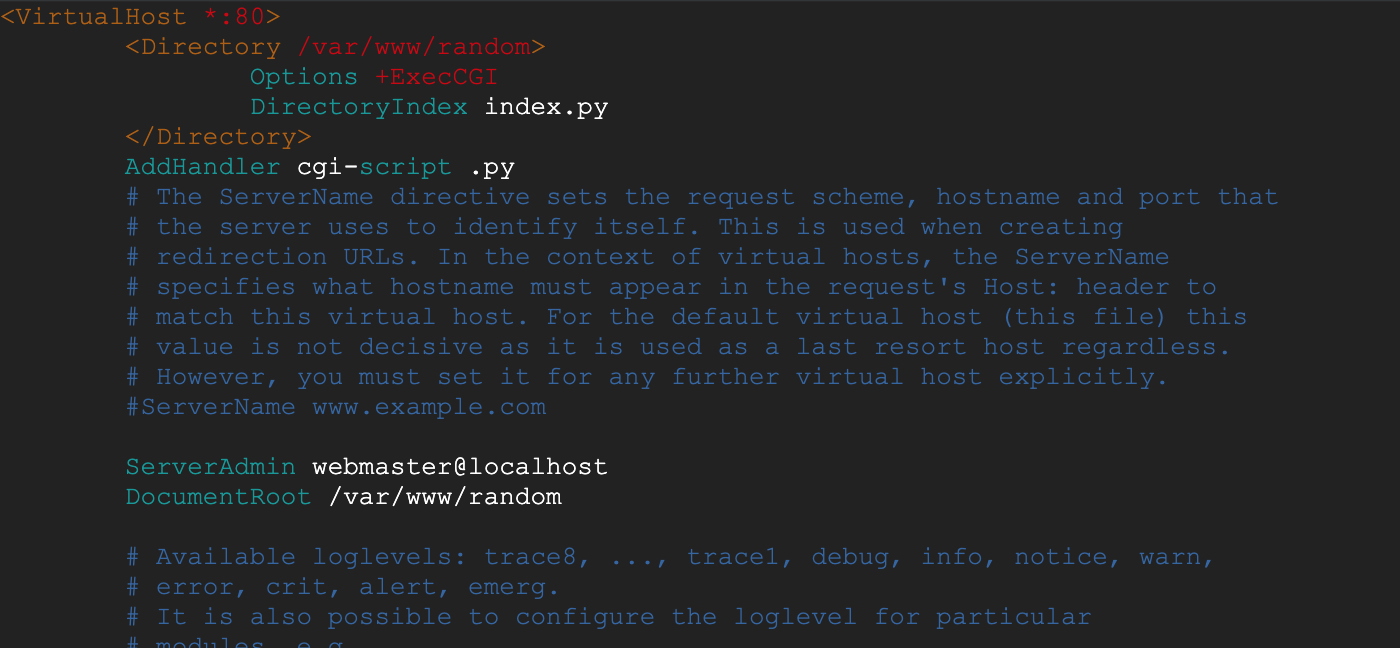 <VirtualHost *:80>
<Directory /var/www/random>
Options +ExecCGI
DirectoryIndex index.py
</Directory>
AddHandler cgi-script .py
# The ServerName directive sets the request scheme, hostname and port that
# the server uses to identify itself. This is used when creating
# redirection URLs. In the context of virtual hosts, the ServerName
# specifies what hostname must appear in the request's Host: header to
# match this virtual host. For the default virtual host (this file) this
# value is not decisive as it is used as a last resort host regardless.
# However, you must set it for any further virtual host explicitly.
#ServerName www.example.com
ServerAdmin webmaster@localhost
DocumentRoot /var/www/random
# Available loglevels: trace8, ..., trace1, debug, info, notice, warn,
# error, crit, alert, emerg.
# It is also possible to configure the loglevel for particular
# modules, e.g.